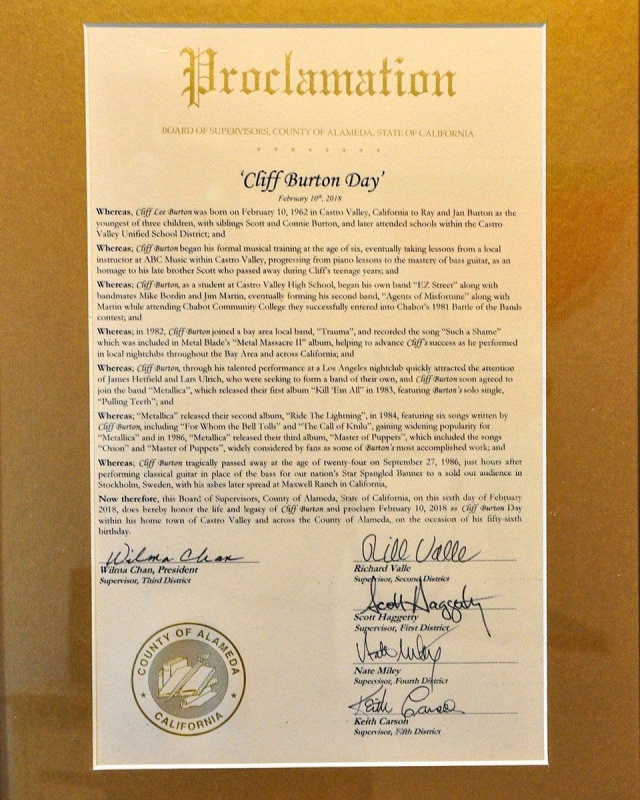 Proclamation
BOARD OF SUPERVISORS, COUNTY OF ALAMEDA, STATE OF CALIFORNIA
‘Cliff Burton Day’
February 10th, 2018
Whereas, Cliff Lee Burton was born on February 10, 1962 in Castro Valley, California to Ray and Jan Burton as the
youngest of three children, with siblings Scott and Connie Burton, and later attended schools within the Castro
Valley Unified School District; and
Whereas; Cliff Burton began his formal musical training at the age of six, eventually taking lessons from a local
instructor at ABC Music within Castro Valley, progressing from piano lessons to the mastery of bass guitar, as an
homage to his late brother Scott who passed away during Cliff's teenage years; and
Whereas; Cliff Burton, as a student at Castro Valley High School, began his own band “EZ Street” along with
bandmates Mike Bordin and Jim Martin, eventually forming his second band, “Agents of Misfortune” along with
Martin while attending Chabot Community College they successfully entered into Chabot's 1981 Battle of the Bands
contest; and
Whereas; in 1982, Cliff Burton joined a bay area local band, “Trauma”, and recorded the song “Such a Shame”
which was included in Metal Blade's “Metal Massacre II” album, helping to advance Cliff's success as he performed
in local nightclubs throughout the Bay Area and across California; and
Whereas; Cliff Burton, through his talented performance at a Los Angeles nightclub quickly attracted the attention
of James Hetfield and Lars Ulrich, who were seeking to form a band of their own, and Cliff Burton soon agreed to
join the band “Metallica”, which released their first album “Kill ‘Em All” in 1983, featuring Burton's solo single,
“Pulling Teeth”; and
Whereas; “Metallica” released their second album, “Ride The Lightning”, in 1984, featuring six songs written by
Cliff Burton, including “For Whom the Bell Tolls” and “The Call of Ktulu”, gaining widening popularity for
“Metallica” and in 1986, “Metallica” released their third album, “Master of Puppets”, which included the songs
“Orion” and “Master of Puppets”, widely considered by fans as some of Burton's most accomplished work; and
Whereas; Cliff Burton tragically passed away at the age of twenty-four on September 27, 1986, just hours after
performing classical guitar in place of the bass for our nation's Star Spangled Banner to a sold out audience in
Stockholm, Sweden, with his ashes later spread at Maxwell Ranch in California,
Now therefore, this Board of Supervisors, County of Alameda, State of California, on this sixth day of February
2018, does hereby honor the life and legacy of Cliff Burton and proclaim February 10, 2018 as Cliff Burton Day
within his home town of Castro Valley and across the County of Alameda, on the occasion of his fifty-sixth
birthday.
Wilma Chan
Wilma Chan, President
Supervisor, Third District
Richard Valle
Supervisor, Second District
Scott Haggerty
Scott Haggerty
Supervisor, First District
Nate Miley
Nate Miley
Supervisor, Fourth District
Keith Carson
Keith Carson
Supervisor, Fifth District
COUNTY OF ALAMEDA
CALIFORNIA